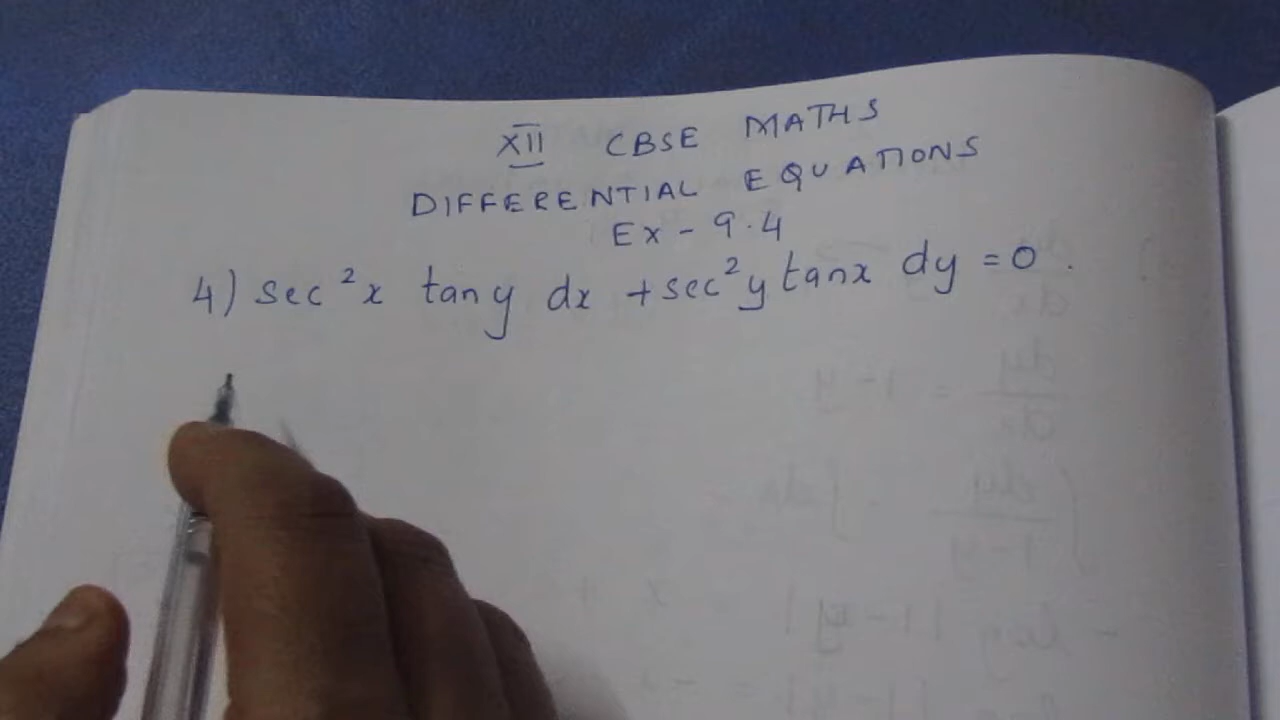 XII CBSE MATHS
DIFFERENTIAL EQUATIONS
Ex - 9.4
4) sec²x tany dx + sec²y tanx dy = 0.